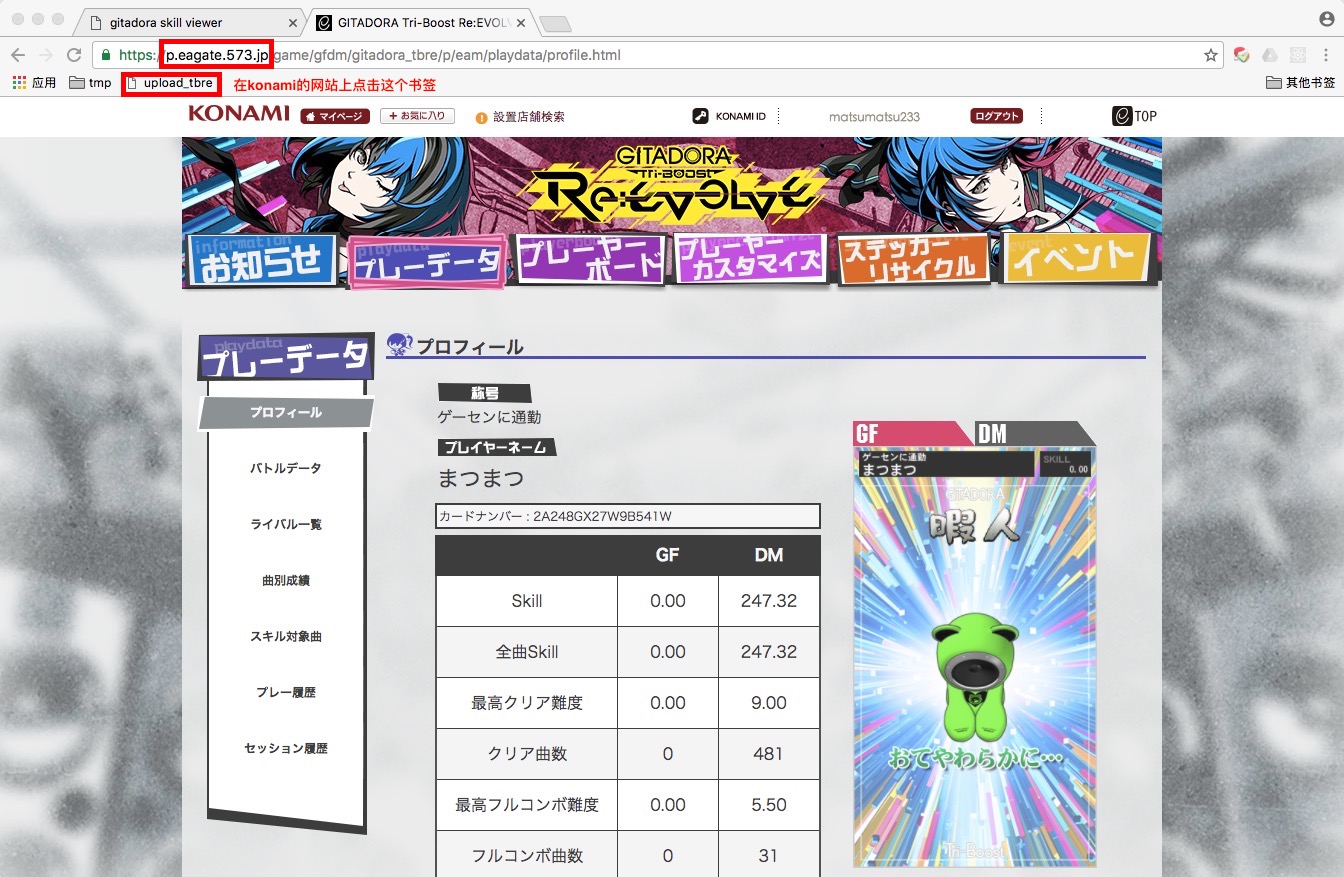 gitadora skill viewer
GITADORA Tri-Boost Re:EVOLV
https://p.eagate.573.jp/game/gfdm/gitadora_tbre/p/eam/playdata/profile.html
应用 tmp upload_tbre 在konami的网站上点击这个书签 其他书签
KONAMI マイページ +お気に入り 設置店舗検索 KONAMI ID matsumatsu233 ログアウト TOP
GITADORA
Tri-BOOST
Re:EVOLVE
information playdata event
お知らせ プレーデータ プレーヤーボード プレーヤーカスタマイズ ステッカーリサイクル イベント
playdata
プレーデータ
プロフィール
バトルデータ
ライバル一覧
曲別成績
スキル対象曲
プレー履歴
セッション履歴
プロフィール
称号
ゲーセンに通勤
プレイヤーネーム
まつまつ
カードナンバー : 2A248GX27W9B541W
GF DM
Skill 0.00 247.32
全曲Skill 0.00 247.32
最高クリア難度 0.00 9.00
クリア曲数 0 481
最高フルコンボ難度 0.00 5.50
フルコンボ曲数 0 31
GF DM
ゲーセンに通勤
まつまつ
SKILL
0.00
GITADORA
暇人
おてやわらかに…
Tri-Boost